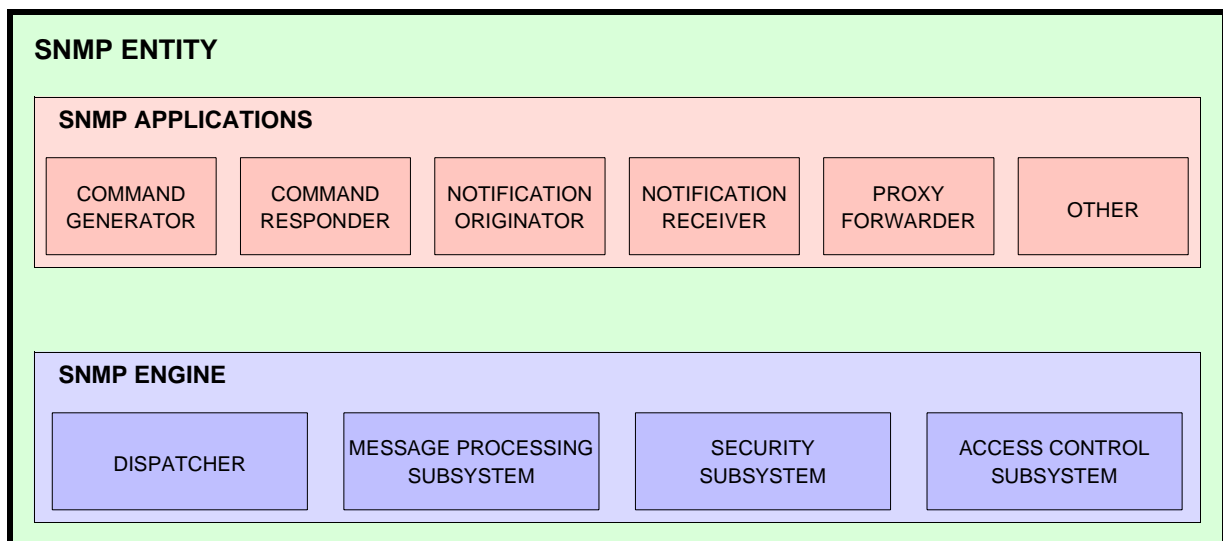 SNMP ENTITY
SNMP APPLICATIONS
COMMAND
GENERATOR
COMMAND
RESPONDER
NOTIFICATION
ORIGINATOR
NOTIFICATION
RECEIVER
PROXY
FORWARDER
OTHER
SNMP ENGINE
DISPATCHER
MESSAGE PROCESSING
SUBSYSTEM
SECURITY
SUBSYSTEM
ACCESS CONTROL
SUBSYSTEM